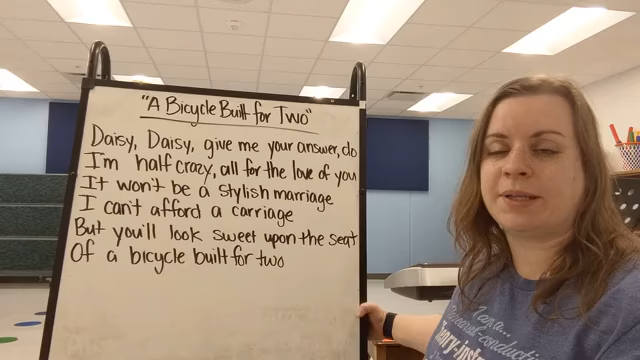 "A Bicycle Built for Two"
Daisy, Daisy, give me your answer, do
I'm half crazy, all for the love of you
It won't be a stylish marriage
I can't afford a carriage
But you'll look sweet upon the seat
Of a bicycle built for two
I am a...